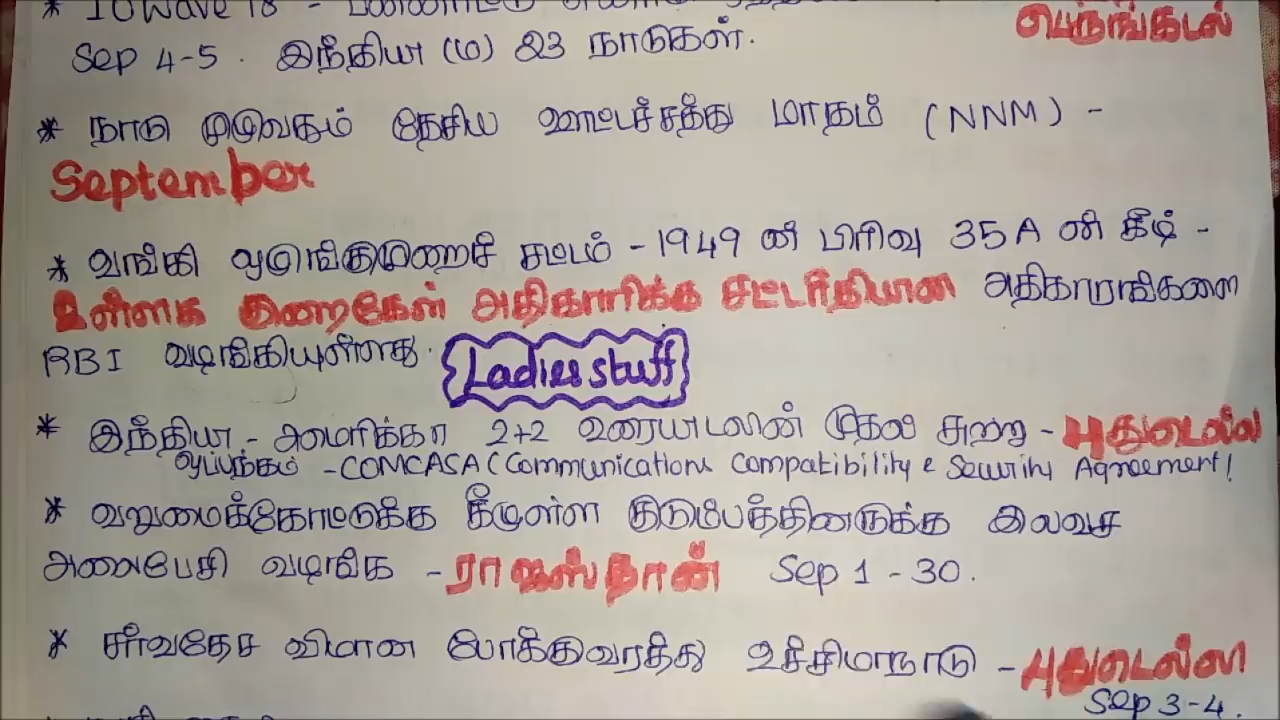 * IOWave 18 -
பெருங்கடல்
Sep 4-5. இந்தியா (ம) 23 நாடுகள்.
* நாடு முழுவதும் தேசிய ஊட்டச்சத்து மாதம் (NNM) -
September
* வங்கி ஒழுங்குமுறைச் சட்டம் - 1949 ன் பிரிவு 35A ன் கீழ் -
உள்ளக குறைகேள் அதிகாரிக்கு சட்டரீதியான அதிகாரங்களை
RBI வழங்கியுள்ளது.
Ladies stuff
* இந்தியா - அமெரிக்கா 2+2 உரையாடலின் முதல் சுற்று - புதுடெல்லி
ஒப்பந்தம் - COMCASA (Communications Compatibility & Security Agreement)
* வறுமைக்கோட்டுக்கு கீழுள்ள குடும்பத்தினருக்கு இலவச
அலைபேசி வழங்க - ராஜஸ்தான் Sep 1 - 30.
* சர்வதேச விமான போக்குவரத்து உச்சிமாநாடு - புதுடெல்லி
Sep 3-4.